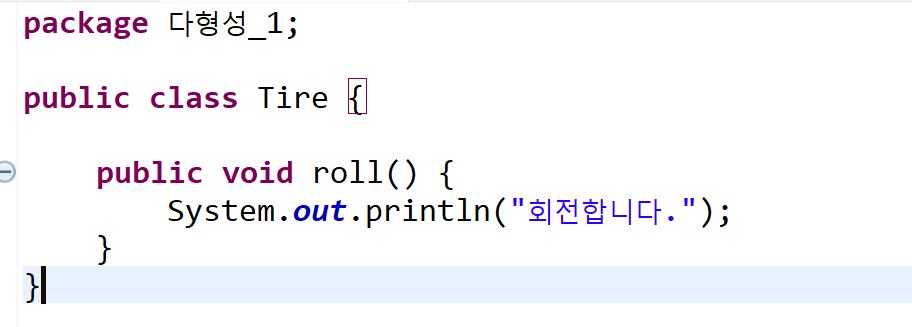 package 다형성_1;
public class Tire {
public void roll() {
System.out.println("회전합니다.");
}
}